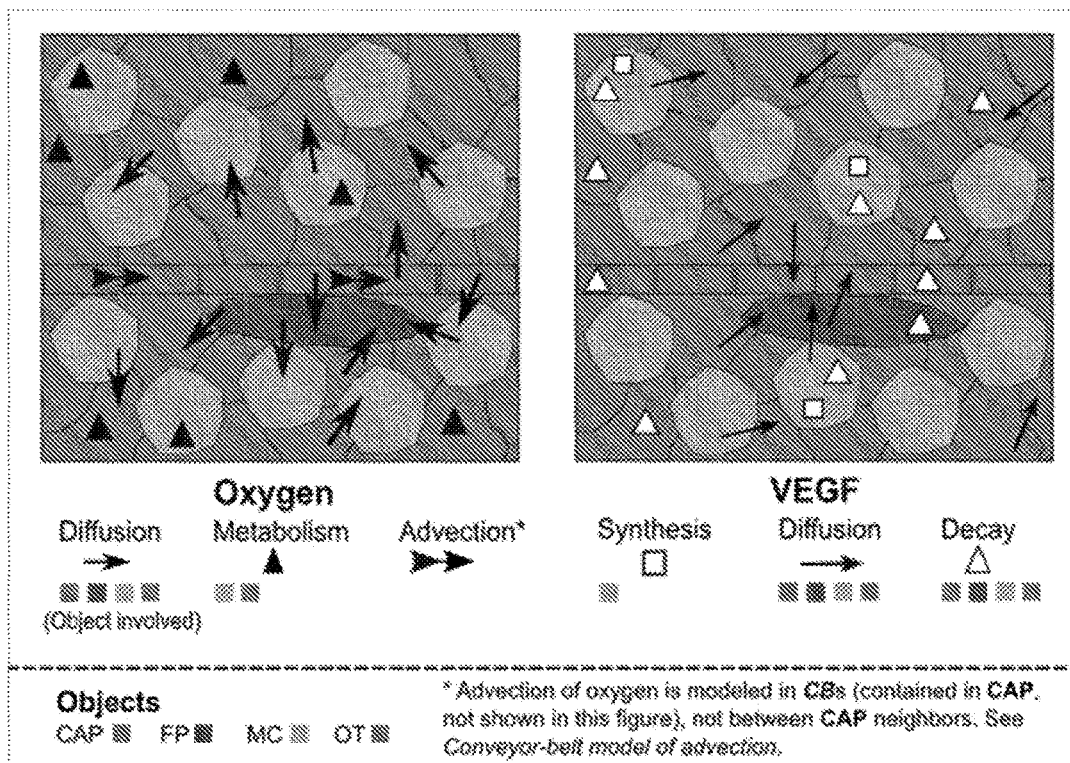 Oxygen
Diffusion Metabolism Advection*
(Object involved)
VEGF
Synthesis Diffusion Decay
Objects
CAP FP MC OT
* Advection of oxygen is modeled in CBs (contained in CAP,
not shown in this figure), not between CAP neighbors. See
Conveyor-belt model of advection.